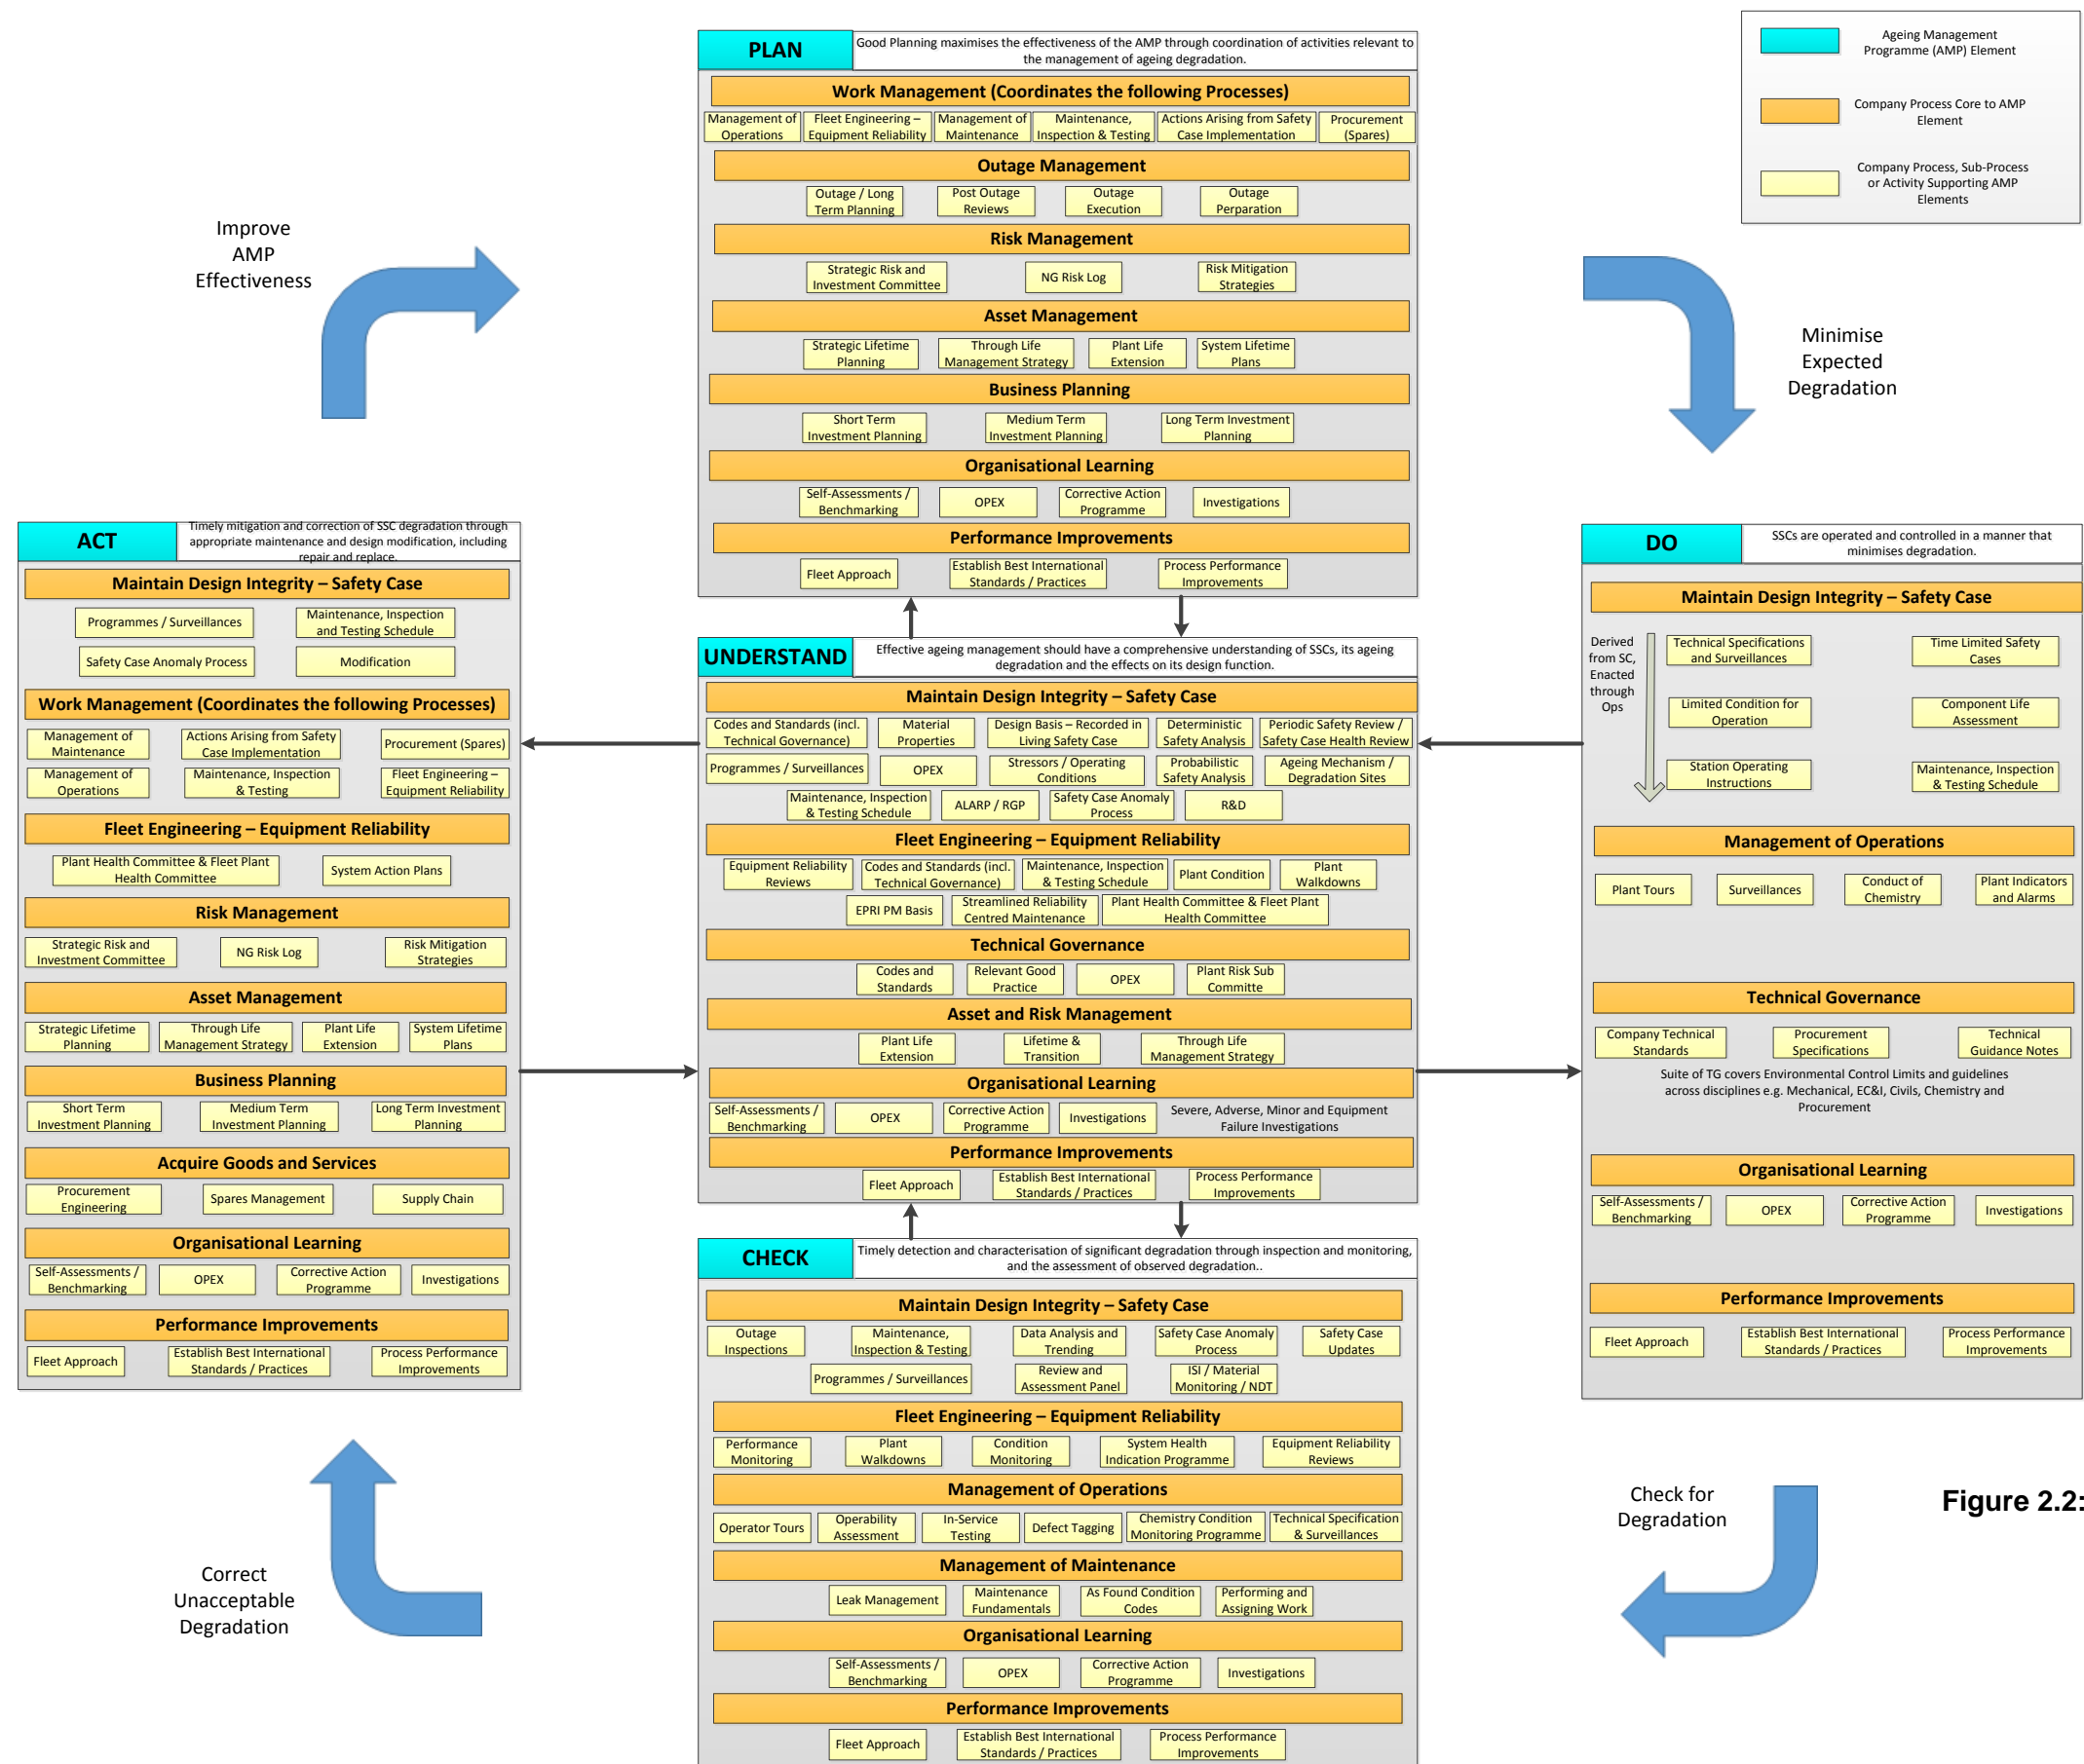 PLAN
Good Planning maximises the effectiveness of the AMP through coordination of activities relevant to
the management of ageing degradation.
Work Management (Coordinates the following Processes)
Management of
Operations
Fleet Engineering –
Equipment Reliability
Management of
Maintenance
Maintenance,
Inspection & Testing
Actions Arising from Safety
Case Implementation
Procurement
(Spares)
Outage Management
Outage / Long
Term Planning
Post Outage
Reviews
Outage
Execution
Outage
Perparation
Risk Management
Strategic Risk and
Investment Committee
NG Risk Log
Risk Mitigation
Strategies
Asset Management
Strategic Lifetime
Planning
Through Life
Management Strategy
Plant Life
Extension
System Lifetime
Plans
Business Planning
Short Term
Investment Planning
Medium Term
Investment Planning
Long Term Investment
Planning
Organisational Learning
Self-Assessments /
Benchmarking
OPEX
Corrective Action
Programme
Investigations
Performance Improvements
Fleet Approach
Establish Best International
Standards / Practices
Process Performance
Improvements
Ageing Management
Programme (AMP) Element
Company Process Core to AMP
Element
Company Process, Sub-Process
or Activity Supporting AMP
Elements
Improve
AMP
Effectiveness
Minimise
Expected
Degradation
ACT
Timely mitigation and correction of SSC degradation through
appropriate maintenance and design modification, including
repair and replace.
Maintain Design Integrity – Safety Case
Programmes / Surveillances
Maintenance, Inspection
and Testing Schedule
Safety Case Anomaly Process
Modification
Work Management (Coordinates the following Processes)
Management of
Maintenance
Actions Arising from Safety
Case Implementation
Procurement (Spares)
Management of
Operations
Maintenance, Inspection
& Testing
Fleet Engineering –
Equipment Reliability
Fleet Engineering – Equipment Reliability
Plant Health Committee & Fleet Plant
Health Committee
System Action Plans
Risk Management
Strategic Risk and
Investment Committee
NG Risk Log
Risk Mitigation
Strategies
Asset Management
Strategic Lifetime
Planning
Through Life
Management Strategy
Plant Life
Extension
System Lifetime
Plans
Business Planning
Short Term
Investment Planning
Medium Term
Investment Planning
Long Term Investment
Planning
Acquire Goods and Services
Procurement
Engineering
Spares Management
Supply Chain
Organisational Learning
Self-Assessments /
Benchmarking
OPEX
Corrective Action
Programme
Investigations
Performance Improvements
Fleet Approach
Establish Best International
Standards / Practices
Process Performance
Improvements
UNDERSTAND
Effective ageing management should have a comprehensive understanding of SSCs, its ageing
degradation and the effects on its design function.
Maintain Design Integrity – Safety Case
Codes and Standards (incl.
Technical Governance)
Material
Properties
Design Basis – Recorded in
Living Safety Case
Deterministic
Safety Analysis
Periodic Safety Review /
Safety Case Health Review
Programmes / Surveillances
OPEX
Stressors / Operating
Conditions
Probabilistic
Safety Analysis
Ageing Mechanism /
Degradation Sites
Maintenance, Inspection
& Testing Schedule
ALARP / RGP
Safety Case Anomaly
Process
R&D
Fleet Engineering – Equipment Reliability
Equipment Reliability
Reviews
Codes and Standards (incl.
Technical Governance)
Maintenance, Inspection
& Testing Schedule
Plant Condition
Plant
Walkdowns
EPRI PM Basis
Streamlined Reliability
Centred Maintenance
Plant Health Committee & Fleet Plant
Health Committee
Technical Governance
Codes and
Standards
Relevant Good
Practice
OPEX
Plant Risk Sub
Committe
Asset and Risk Management
Plant Life
Extension
Lifetime &
Transition
Through Life
Management Strategy
Organisational Learning
Self-Assessments /
Benchmarking
OPEX
Corrective Action
Programme
Investigations
Severe, Adverse, Minor and Equipment
Failure Investigations
Performance Improvements
Fleet Approach
Establish Best International
Standards / Practices
Process Performance
Improvements
DO
SSCs are operated and controlled in a manner that
minimises degradation.
Maintain Design Integrity – Safety Case
Derived
from SC,
Enacted
through
Ops
Technical Specifications
and Surveillances
Time Limited Safety
Cases
Limited Condition for
Operation
Component Life
Assessment
Station Operating
Instructions
Maintenance, Inspection
& Testing Schedule
Management of Operations
Plant Tours
Surveillances
Conduct of
Chemistry
Plant Indicators
and Alarms
Technical Governance
Company Technical
Standards
Procurement
Specifications
Technical
Guidance Notes
Suite of TG covers Environmental Control Limits and guidelines
across disciplines e.g. Mechanical, EC&I, Civils, Chemistry and
Procurement
Organisational Learning
Self-Assessments /
Benchmarking
OPEX
Corrective Action
Programme
Investigations
Performance Improvements
Fleet Approach
Establish Best International
Standards / Practices
Process Performance
Improvements
CHECK
Timely detection and characterisation of significant degradation through inspection and monitoring,
and the assessment of observed degradation..
Maintain Design Integrity – Safety Case
Outage
Inspections
Maintenance,
Inspection & Testing
Data Analysis and
Trending
Safety Case Anomaly
Process
Safety Case
Updates
Programmes / Surveillances
Review and
Assessment Panel
ISI / Material
Monitoring / NDT
Fleet Engineering – Equipment Reliability
Performance
Monitoring
Plant
Walkdowns
Condition
Monitoring
System Health
Indication Programme
Equipment Reliability
Reviews
Management of Operations
Operator Tours
Operability
Assessment
In-Service
Testing
Defect Tagging
Chemistry Condition
Monitoring Programme
Technical Specification
& Surveillances
Management of Maintenance
Leak Management
Maintenance
Fundamentals
As Found Condition
Codes
Performing and
Assigning Work
Organisational Learning
Self-Assessments /
Benchmarking
OPEX
Corrective Action
Programme
Investigations
Performance Improvements
Fleet Approach
Establish Best International
Standards / Practices
Process Performance
Improvements
Correct
Unacceptable
Degradation
Check for
Degradation
Figure 2.2: